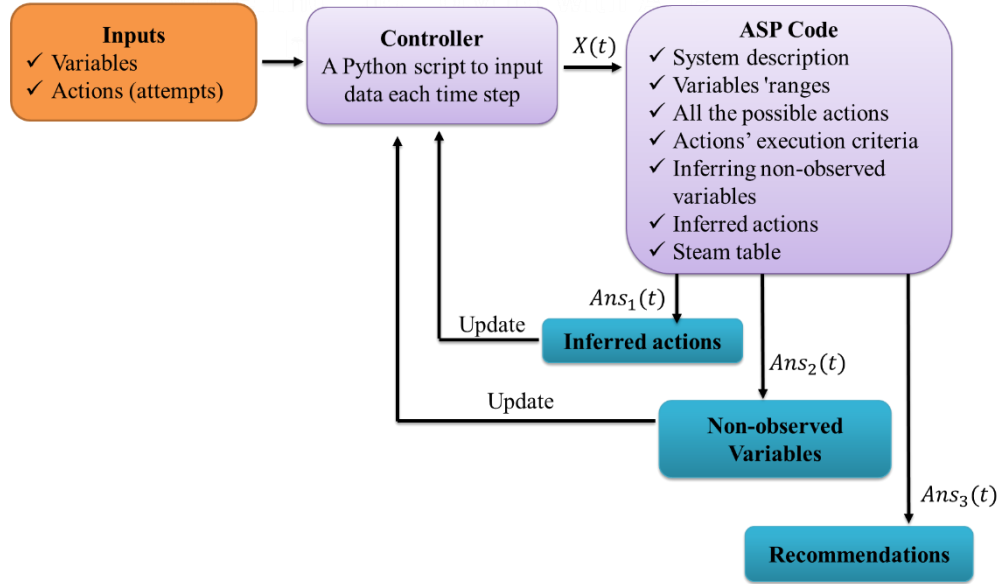 Inputs
✓ Variables
✓ Actions (attempts)
Controller
A Python script to input
data each time step
X(t)
ASP Code
✓ System description
✓ Variables 'ranges
✓ All the possible actions
✓ Actions’ execution criteria
✓ Inferring non-observed
variables
✓ Inferred actions
✓ Steam table
Ans₁(t)
Update
Inferred actions
Ans₂(t)
Update
Non-observed
Variables
Ans₃(t)
Recommendations